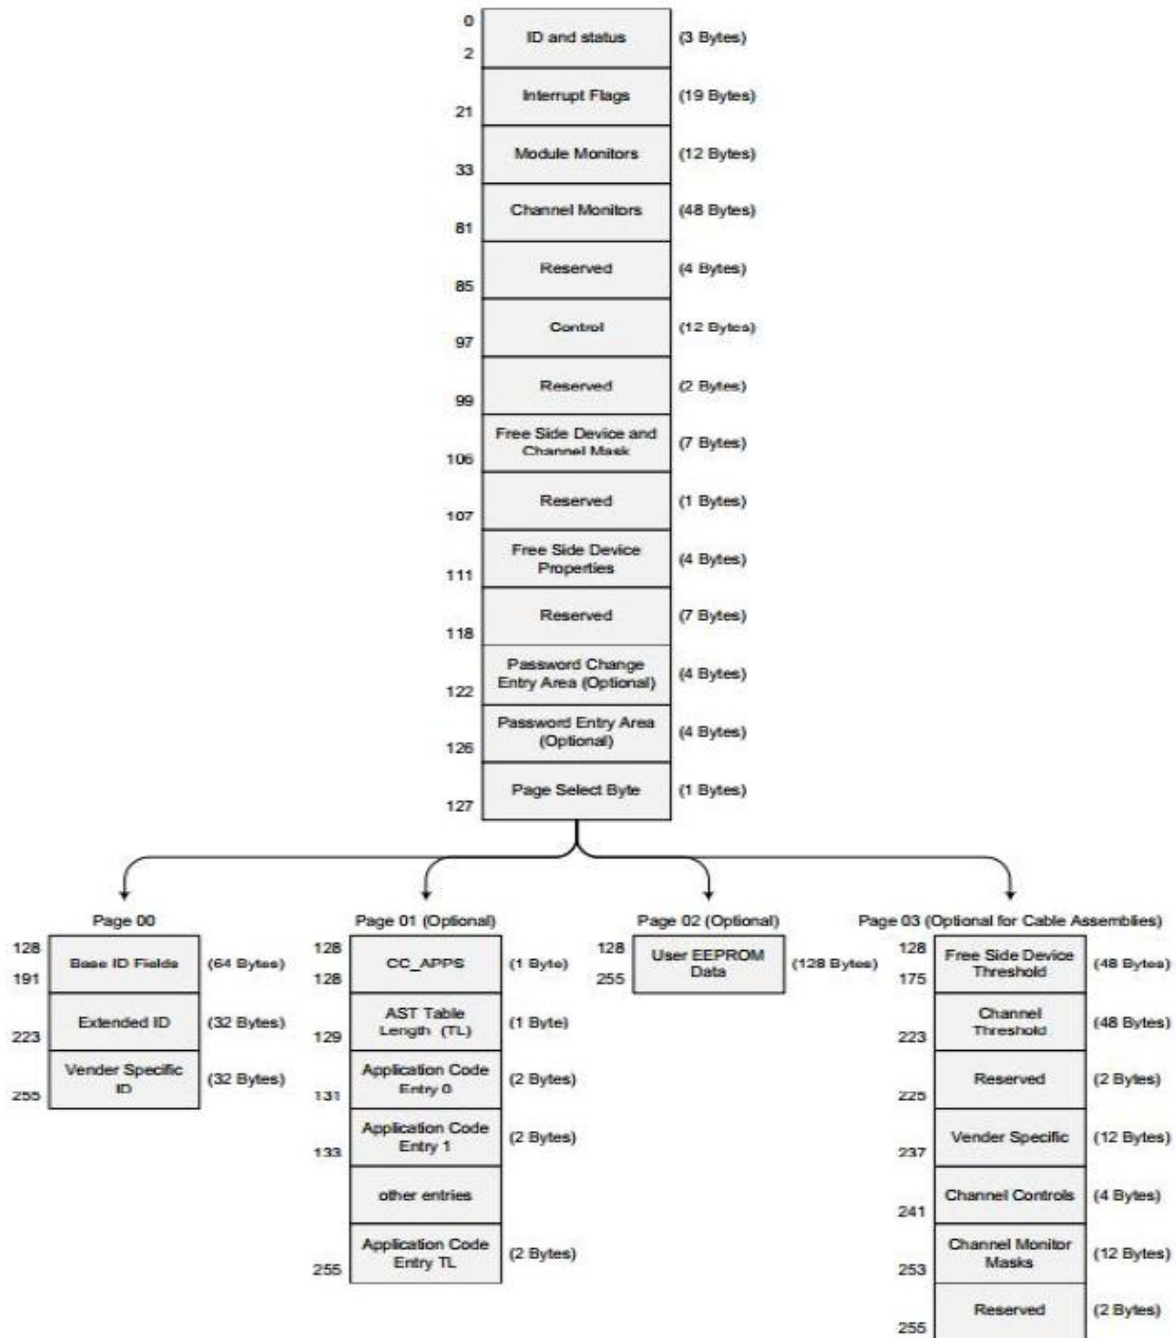 0
ID and status
(3 Bytes)
2
Interrupt Flags
(19 Bytes)
21
Module Monitors
(12 Bytes)
33
Channel Monitors
(48 Bytes)
81
Reserved
(4 Bytes)
85
Control
(12 Bytes)
97
Reserved
(2 Bytes)
99
Free Side Device and
Channel Mask
(7 Bytes)
106
Reserved
(1 Bytes)
107
Free Side Device
Properties
(4 Bytes)
111
Reserved
(7 Bytes)
118
Password Change
Entry Area (Optional)
(4 Bytes)
122
Password Entry Area
(Optional)
(4 Bytes)
126
Page Select Byte
(1 Bytes)
127
Page 00
128
Base ID Fields
(64 Bytes)
191
Extended ID
(32 Bytes)
223
Vender Specific
ID
(32 Bytes)
255
Page 01 (Optional)
128
CC_APPS
(1 Byte)
128
AST Table
Length (TL)
(1 Byte)
129
Application Code
Entry 0
(2 Bytes)
131
Application Code
Entry 1
(2 Bytes)
133
other entries
Application Code
Entry TL
(2 Bytes)
255
Page 02 (Optional)
128
User EEPROM
Data
(128 Bytes)
255
Page 03 (Optional for Cable Assemblies)
128
Free Side Device
Threshold
(48 Bytes)
175
Channel
Threshold
(48 Bytes)
223
Reserved
(2 Bytes)
225
Vender Specific
(12 Bytes)
237
Channel Controls
(4 Bytes)
241
Channel Monitor
Masks
(12 Bytes)
253
Reserved
(2 Bytes)
255